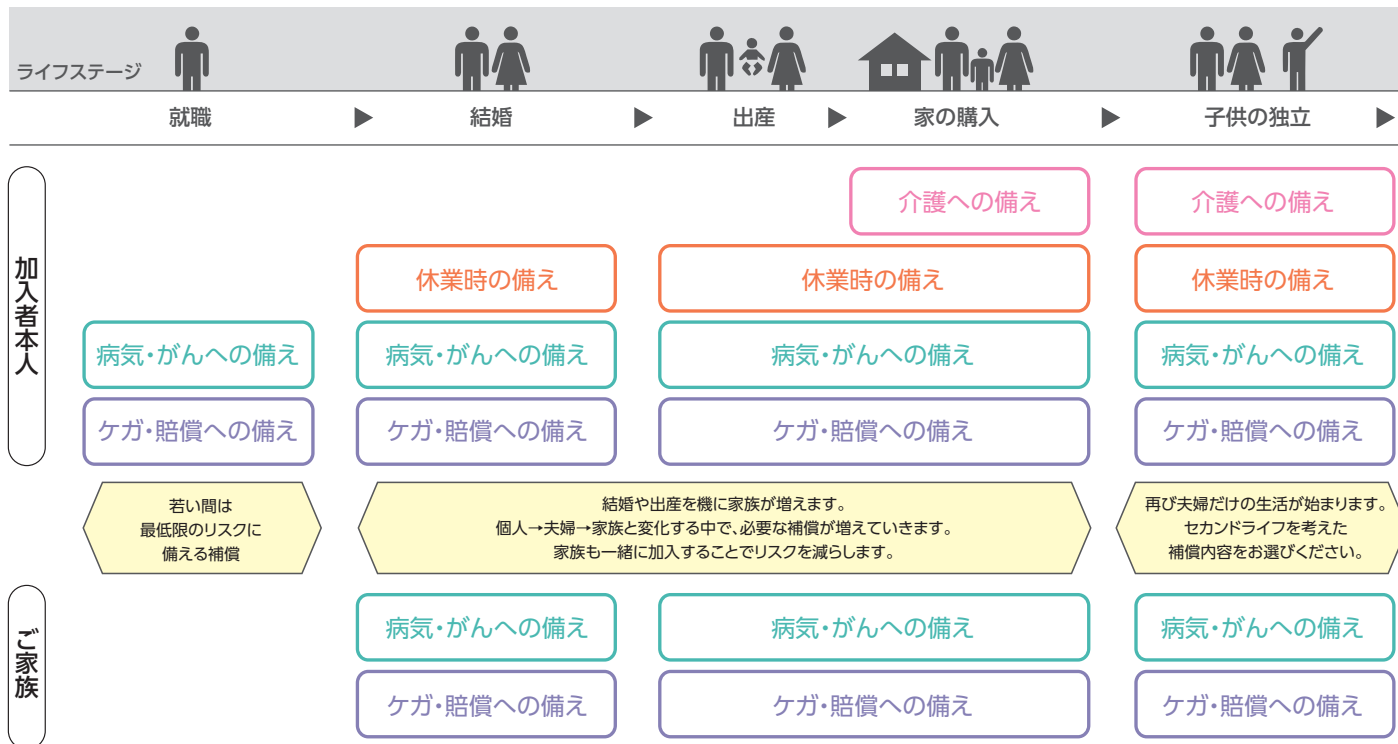 ライフステージ
就職 ▶ 結婚 ▶ 出産 ▶ 家の購入 ▶ 子供の独立 ▶
加入者本人
介護への備え 介護への備え
休業時の備え 休業時の備え 休業時の備え
病気・がんへの備え 病気・がんへの備え 病気・がんへの備え 病気・がんへの備え
ケガ・賠償への備え ケガ・賠償への備え ケガ・賠償への備え ケガ・賠償への備え
若い間は
最低限のリスクに
備える補償
結婚や出産を機に家族が増えます。
個人→夫婦→家族と変化する中で、必要な補償が増えていきます。
家族も一緒に加入することでリスクを減らします。
再び夫婦だけの生活が始まります。
セカンドライフを考えた
補償内容をお選びください。
ご家族
病気・がんへの備え 病気・がんへの備え 病気・がんへの備え
ケガ・賠償への備え ケガ・賠償への備え ケガ・賠償への備え